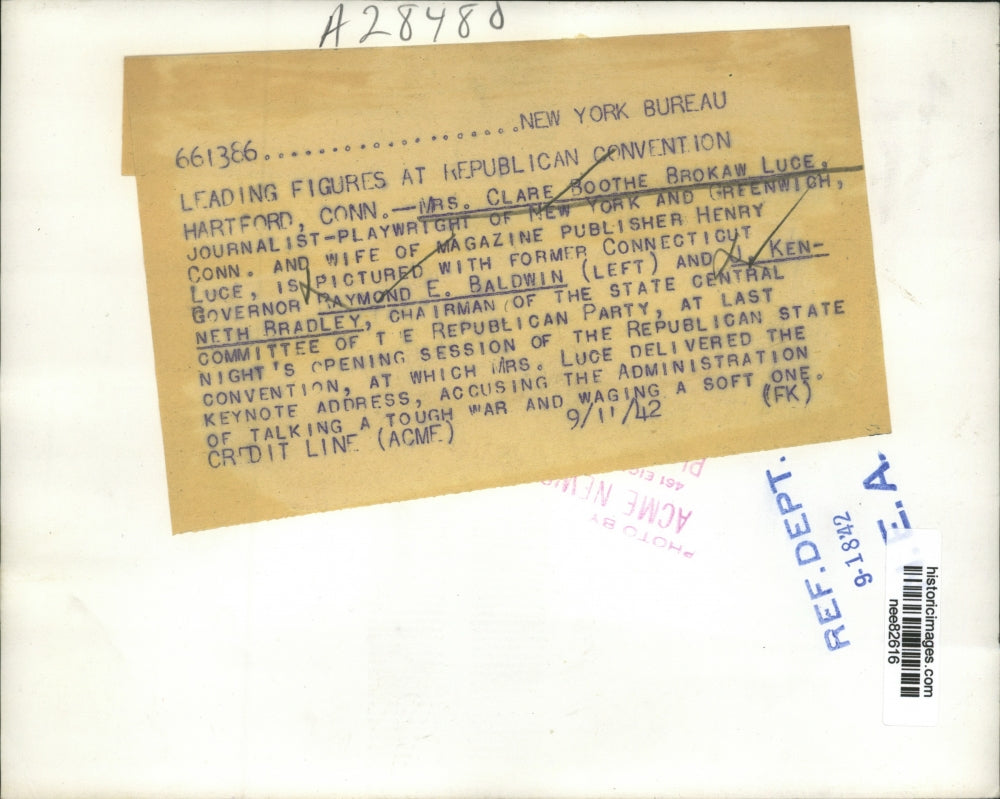 A28480
661386....................NEW YORK BUREAU
LEADING FIGURES AT REPUBLICAN CONVENTION
HARTFORD, CONN.—MRS. CLARE BOOTHE BROKAW LUCE,
JOURNALIST-PLAYWRIGHT OF NEW YORK AND GREENWICH,
CONN. AND WIFE OF MAGAZINE PUBLISHER HENRY
LUCE, IS PICTURED WITH FORMER CONNECTICUT
GOVERNOR RAYMOND E. BALDWIN (LEFT) AND J. KEN-
NETH BRADLEY, CHAIRMAN OF THE STATE CENTRAL
COMMITTEE OF T E REPUBLICAN PARTY, AT LAST
NIGHT'S OPENING SESSION OF THE REPUBLICAN STATE
CONVENTION, AT WHICH MRS. LUCE DELIVERED THE
KEYNOTE ADDRESS, ACCUSING THE ADMINISTRATION
OF TALKING A TOUGH WAR AND WAGING A SOFT ONE.
CREDIT LINE (ACME) 9/11/42 (FK)
PHOTO BY
ACME
461
REF. DEPT.
9-18 42
E.A.
historicimages.com
nee82616